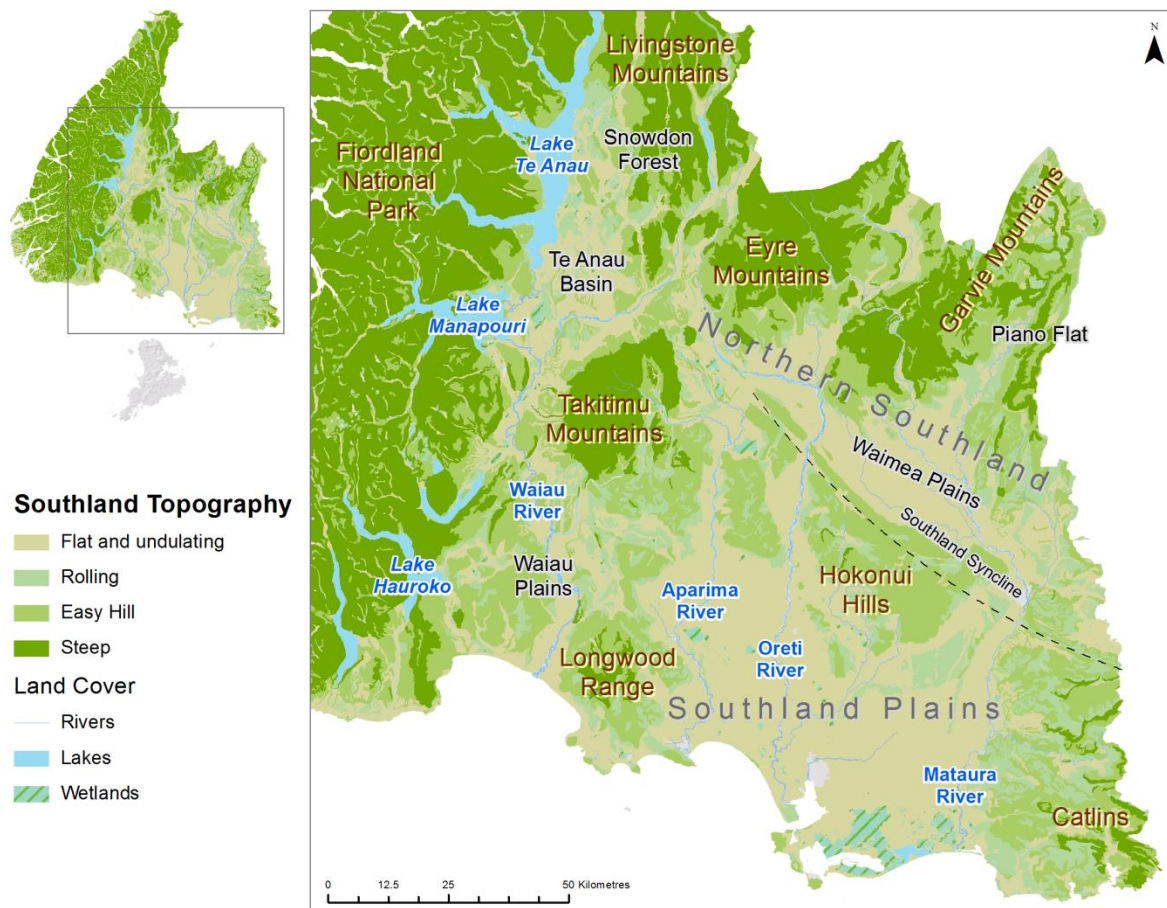 Southland Topography
Flat and undulating
Rolling
Easy Hill
Steep
Land Cover
Rivers
Lakes
Wetlands
N
Livingstone
Mountains
Lake
Te Anau
Snowdon
Forest
Fiordland
National
Park
Garvie Mountains
Eyre
Mountains
Te Anau
Basin
Lake
Manapouri
Piano Flat
Northern Southland
Takitimu
Mountains
Waimea Plains
Waiau
River
Southland Syncline
Lake
Hauroko
Waiau
Plains
Aparima
River
Hokonui
Hills
Oreti
River
Longwood
Range
Southland Plains
Mataura
River
Catlins
0 12.5 25 50 Kilometres